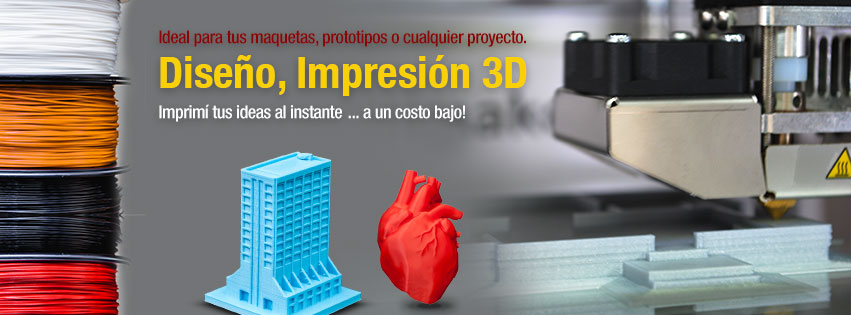 Ideal para tus maquetas, prototipos o cualquier proyecto.
Diseño, Impresión 3D
Imprimí tus ideas al instante ... a un costo bajo!